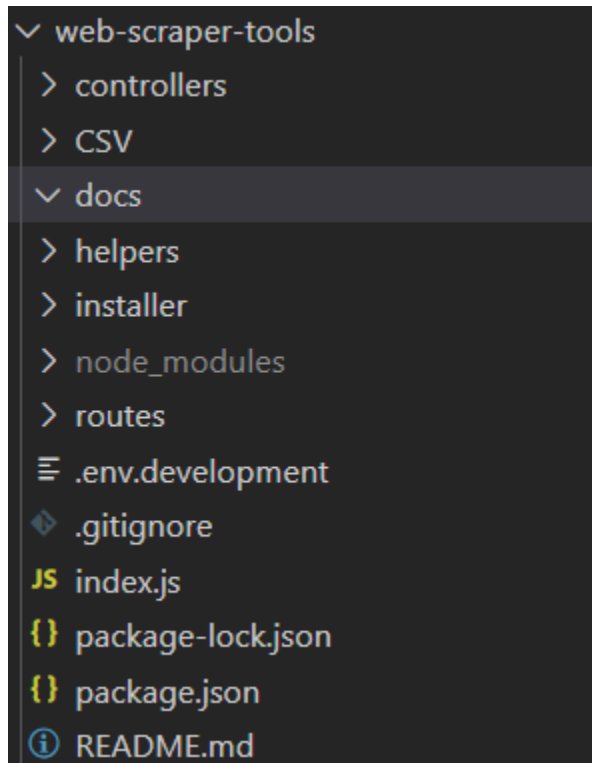 web-scraper-tools
controllers
CSV
docs
helpers
installer
node_modules
routes
.env.development
.gitignore
JS index.js
{} package-lock.json
{} package.json
README.md